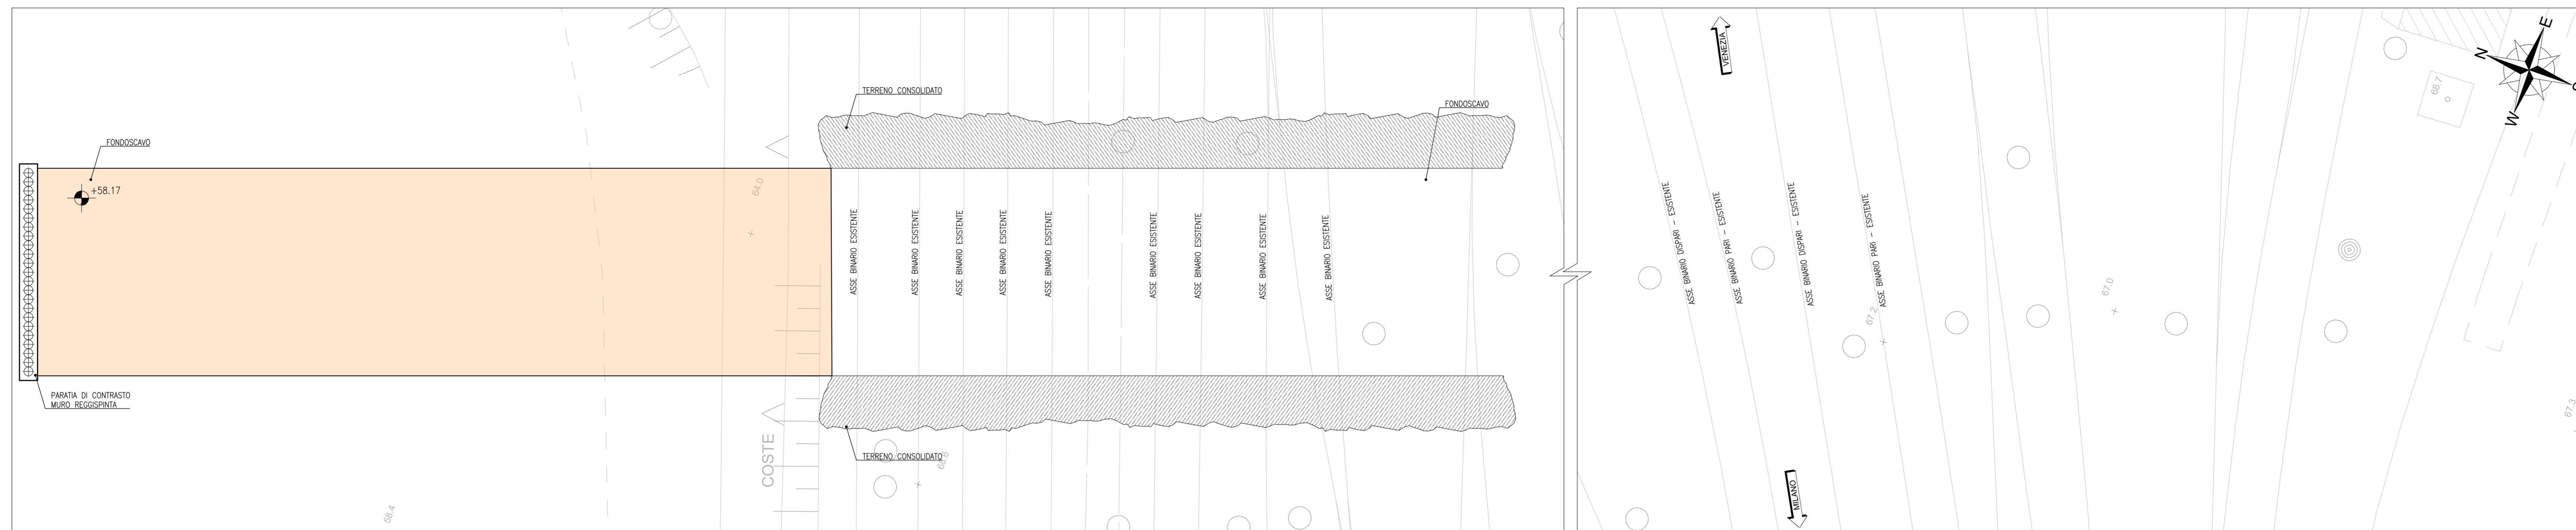 FONDOSCAVO
+58.17
PARATIA DI CONTRASTO
MURO REGGISPINTA
58.4
64.0
COSTE
TERRENO CONSOLIDATO
FONDOSCAVO
ASSE BINARIO ESISTENTE
ASSE BINARIO ESISTENTE
ASSE BINARIO ESISTENTE
ASSE BINARIO ESISTENTE
ASSE BINARIO ESISTENTE
ASSE BINARIO ESISTENTE
ASSE BINARIO ESISTENTE
ASSE BINARIO ESISTENTE
ASSE BINARIO ESISTENTE
TERRENO CONSOLIDATO
68.8
VENEZIA
ASSE BINARIO DISPARI - ESISTENTE
ASSE BINARIO PARI - ESISTENTE
ASSE BINARIO DISPARI - ESISTENTE
ASSE BINARIO PARI - ESISTENTE
MILANO
67.2
67.0
68.7
67.3
N
E
W